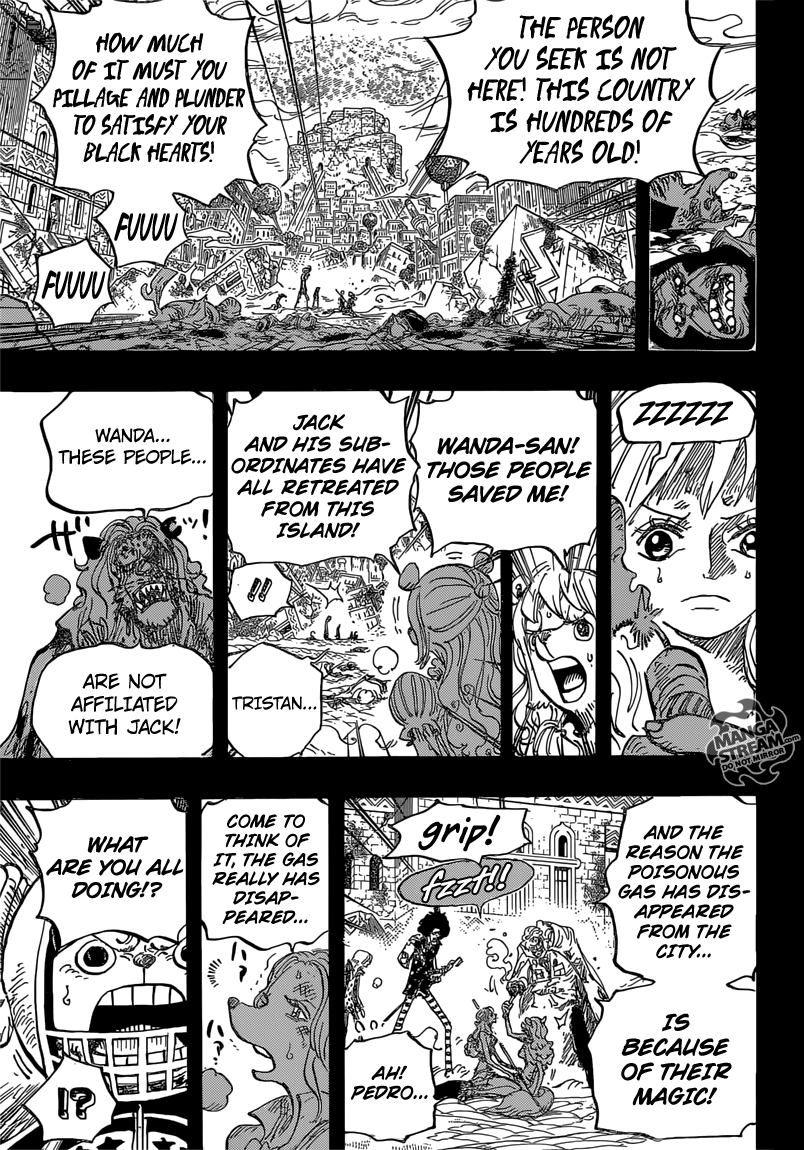 THE PERSON
YOU SEEK IS NOT
HERE! THIS COUNTRY
IS HUNDREDS OF
YEARS OLD!
HOW MUCH
OF IT MUST YOU
PILLAGE AND PLUNDER
TO SATISFY YOUR
BLACK HEARTS!
FUUUU
FUUUU
ZZZZZZ
WANDA-SAN!
THOSE PEOPLE
SAVED ME!
JACK
AND HIS SUB-
ORDINATES HAVE
ALL RETREATED
FROM THIS
ISLAND!
!!
TRISTAN...
WANDA...
THESE PEOPLE...
ザッ!
ARE NOT
AFFILIATED
WITH JACK!
MANGA
STREAM.com
DO NOT MIRROR
AND THE
REASON THE
POISONOUS
GAS HAS DIS-
APPEARED
FROM THE
CITY...
grip!
fzzt!!
IS
BECAUSE
OF THEIR
MAGIC!
AH!
PEDRO...
COME TO
THINK OF
IT, THE GAS
REALLY HAS
DISAP-
PEARED...
WHAT
ARE YOU ALL
DOING!?
!?